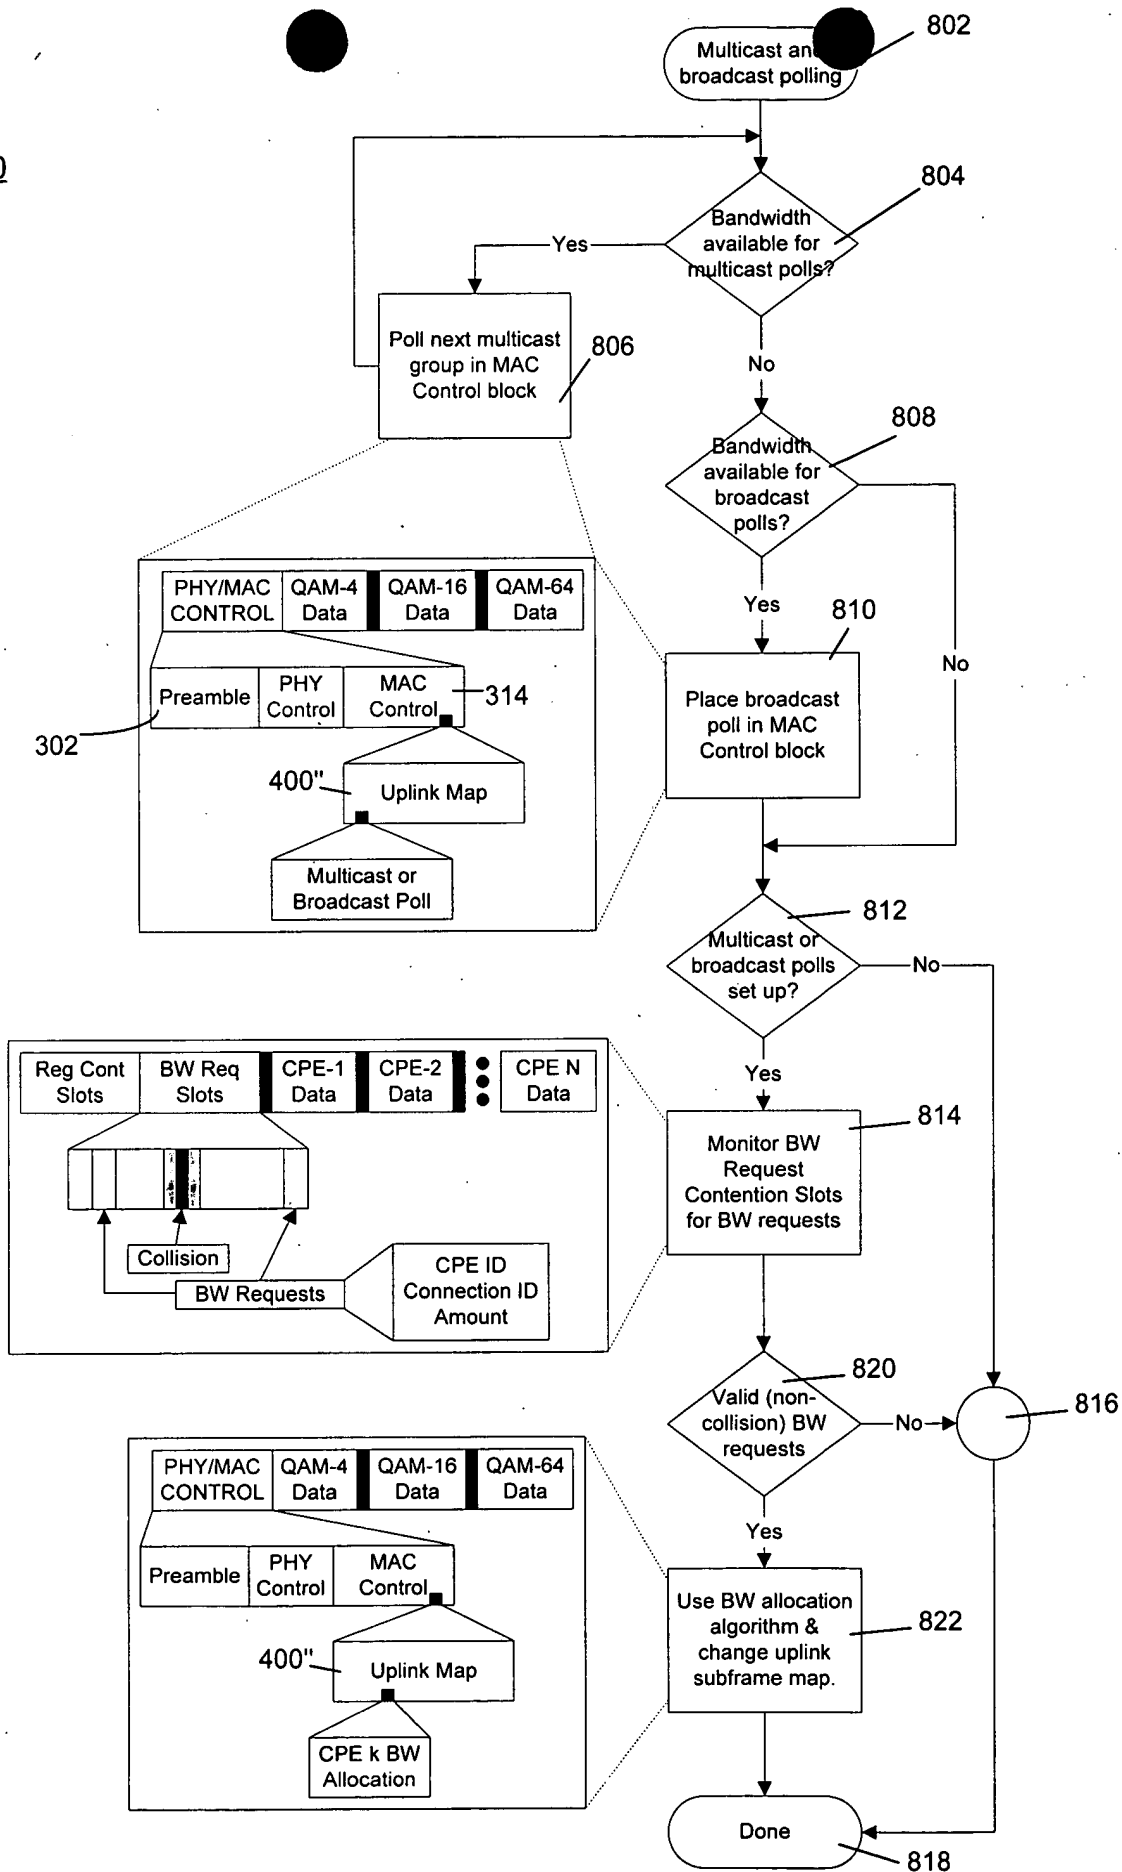 802
Multicast and
broadcast polling
804
Bandwidth
available for
multicast polls?
Yes
No
Poll next multicast
group in MAC
Control block
806
808
Bandwidth
available for
broadcast
polls?
Yes
No
810
Place broadcast
poll in MAC
Control block
PHY/MAC
CONTROL
QAM-4
Data
QAM-16
Data
QAM-64
Data
Preamble
PHY
Control
MAC
Control
314
302
400"
Uplink Map
Multicast or
Broadcast Poll
812
Multicast or
broadcast polls
set up?
No
Yes
Reg Cont
Slots
BW Req
Slots
CPE-1
Data
CPE-2
Data
CPE N
Data
Collision
BW Requests
CPE ID
Connection ID
Amount
814
Monitor BW
Request
Contention Slots
for BW requests
820
Valid (non-
collision) BW
requests
No
816
Yes
PHY/MAC
CONTROL
QAM-4
Data
QAM-16
Data
QAM-64
Data
Preamble
PHY
Control
MAC
Control
400"
Uplink Map
CPE k BW
Allocation
Use BW allocation
algorithm &
change uplink
subframe map.
822
Done
818